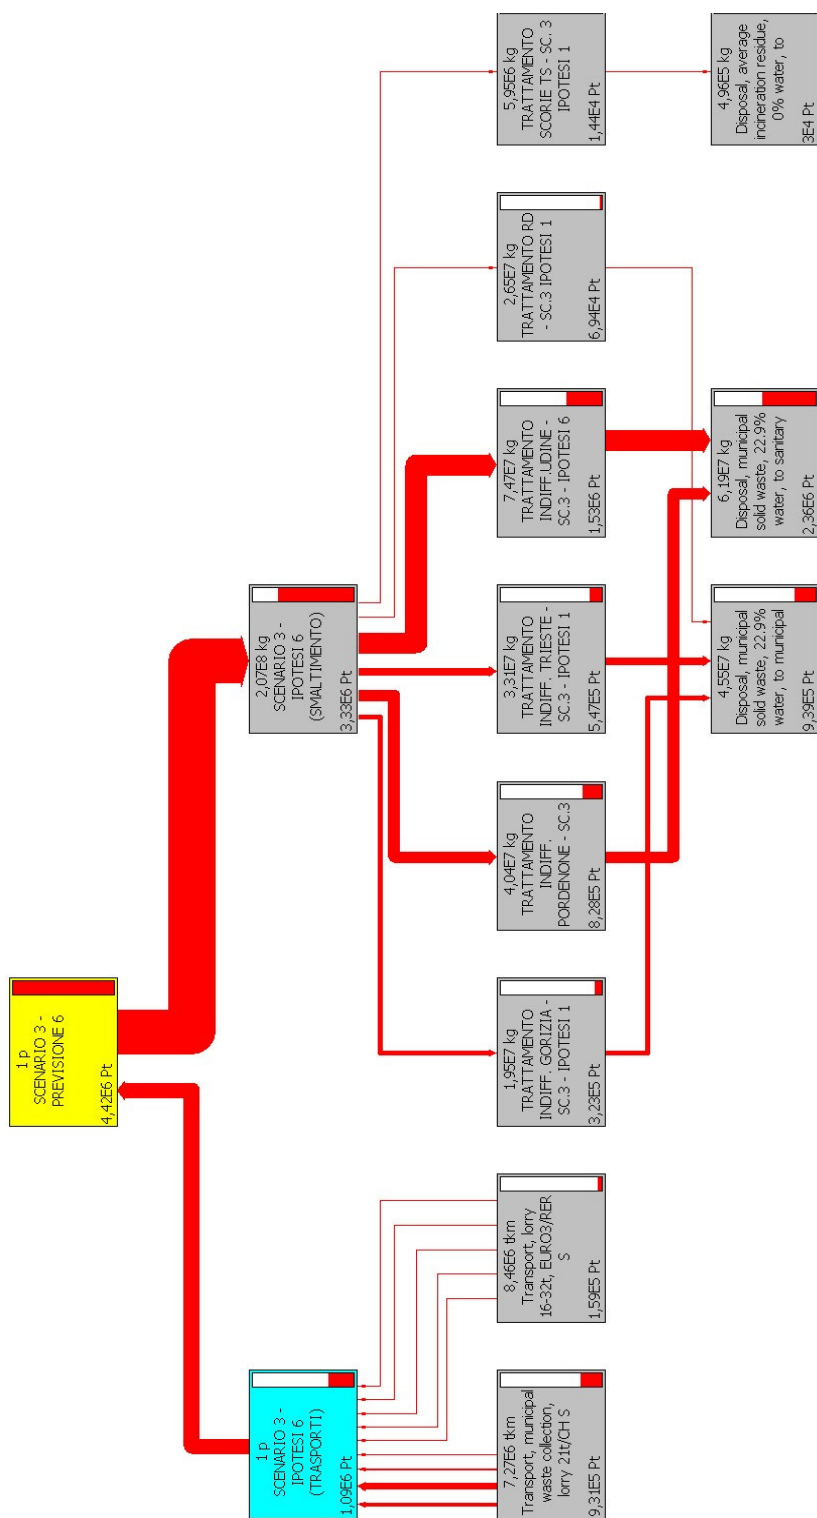 1 p
SCENARIO 3 -
PREVISIONE 6
4,42E6 Pt
1 p
SCENARIO 3 -
IPOTESI 6
(TRASPORTI)
1,09E6 Pt
2,07E8 kg
SCENARIO 3 -
IPOTESI 6
(SMALTIMENTO)
3,33E6 Pt
7,27E6 tkm
Transport, municipal
waste collection,
lorry 21t/CH S
9,31E5 Pt
8,46E6 tkm
Transport, lorry
16-32t, EURO3/RER
S
1,59E5 Pt
1,95E7 kg
TRATTAMENTO
INDIFF. GORIZIA -
SC.3 - IPOTESI 1
3,23E5 Pt
4,04E7 kg
TRATTAMENTO
INDIFF.
PORDENONE - SC.3
8,28E5 Pt
3,31E7 kg
TRATTAMENTO
INDIFF. TRIESTE -
SC.3 - IPOTESI 1
5,47E5 Pt
7,47E7 kg
TRATTAMENTO
INDIFF.UDINE -
SC.3 - IPOTESI 6
1,53E6 Pt
2,65E7 kg
TRATTAMENTO RD
- SC.3 IPOTESI 1
6,94E4 Pt
5,95E6 kg
TRATTAMENTO
SCORIE TS - SC. 3
IPOTESI 1
1,44E4 Pt
4,55E7 kg
Disposal, municipal
solid waste, 22.9%
water, to municipal
9,39E5 Pt
6,19E7 kg
Disposal, municipal
solid waste, 22.9%
water, to sanitary
2,36E6 Pt
4,96E5 kg
Disposal, average
incineration residue,
0% water, to
3E4 Pt